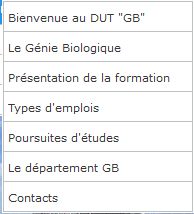 Bienvenue au DUT "GB"
Le Génie Biologique
Présentation de la formation
Types d'emplois
Poursuites d'études
Le département GB
Contacts